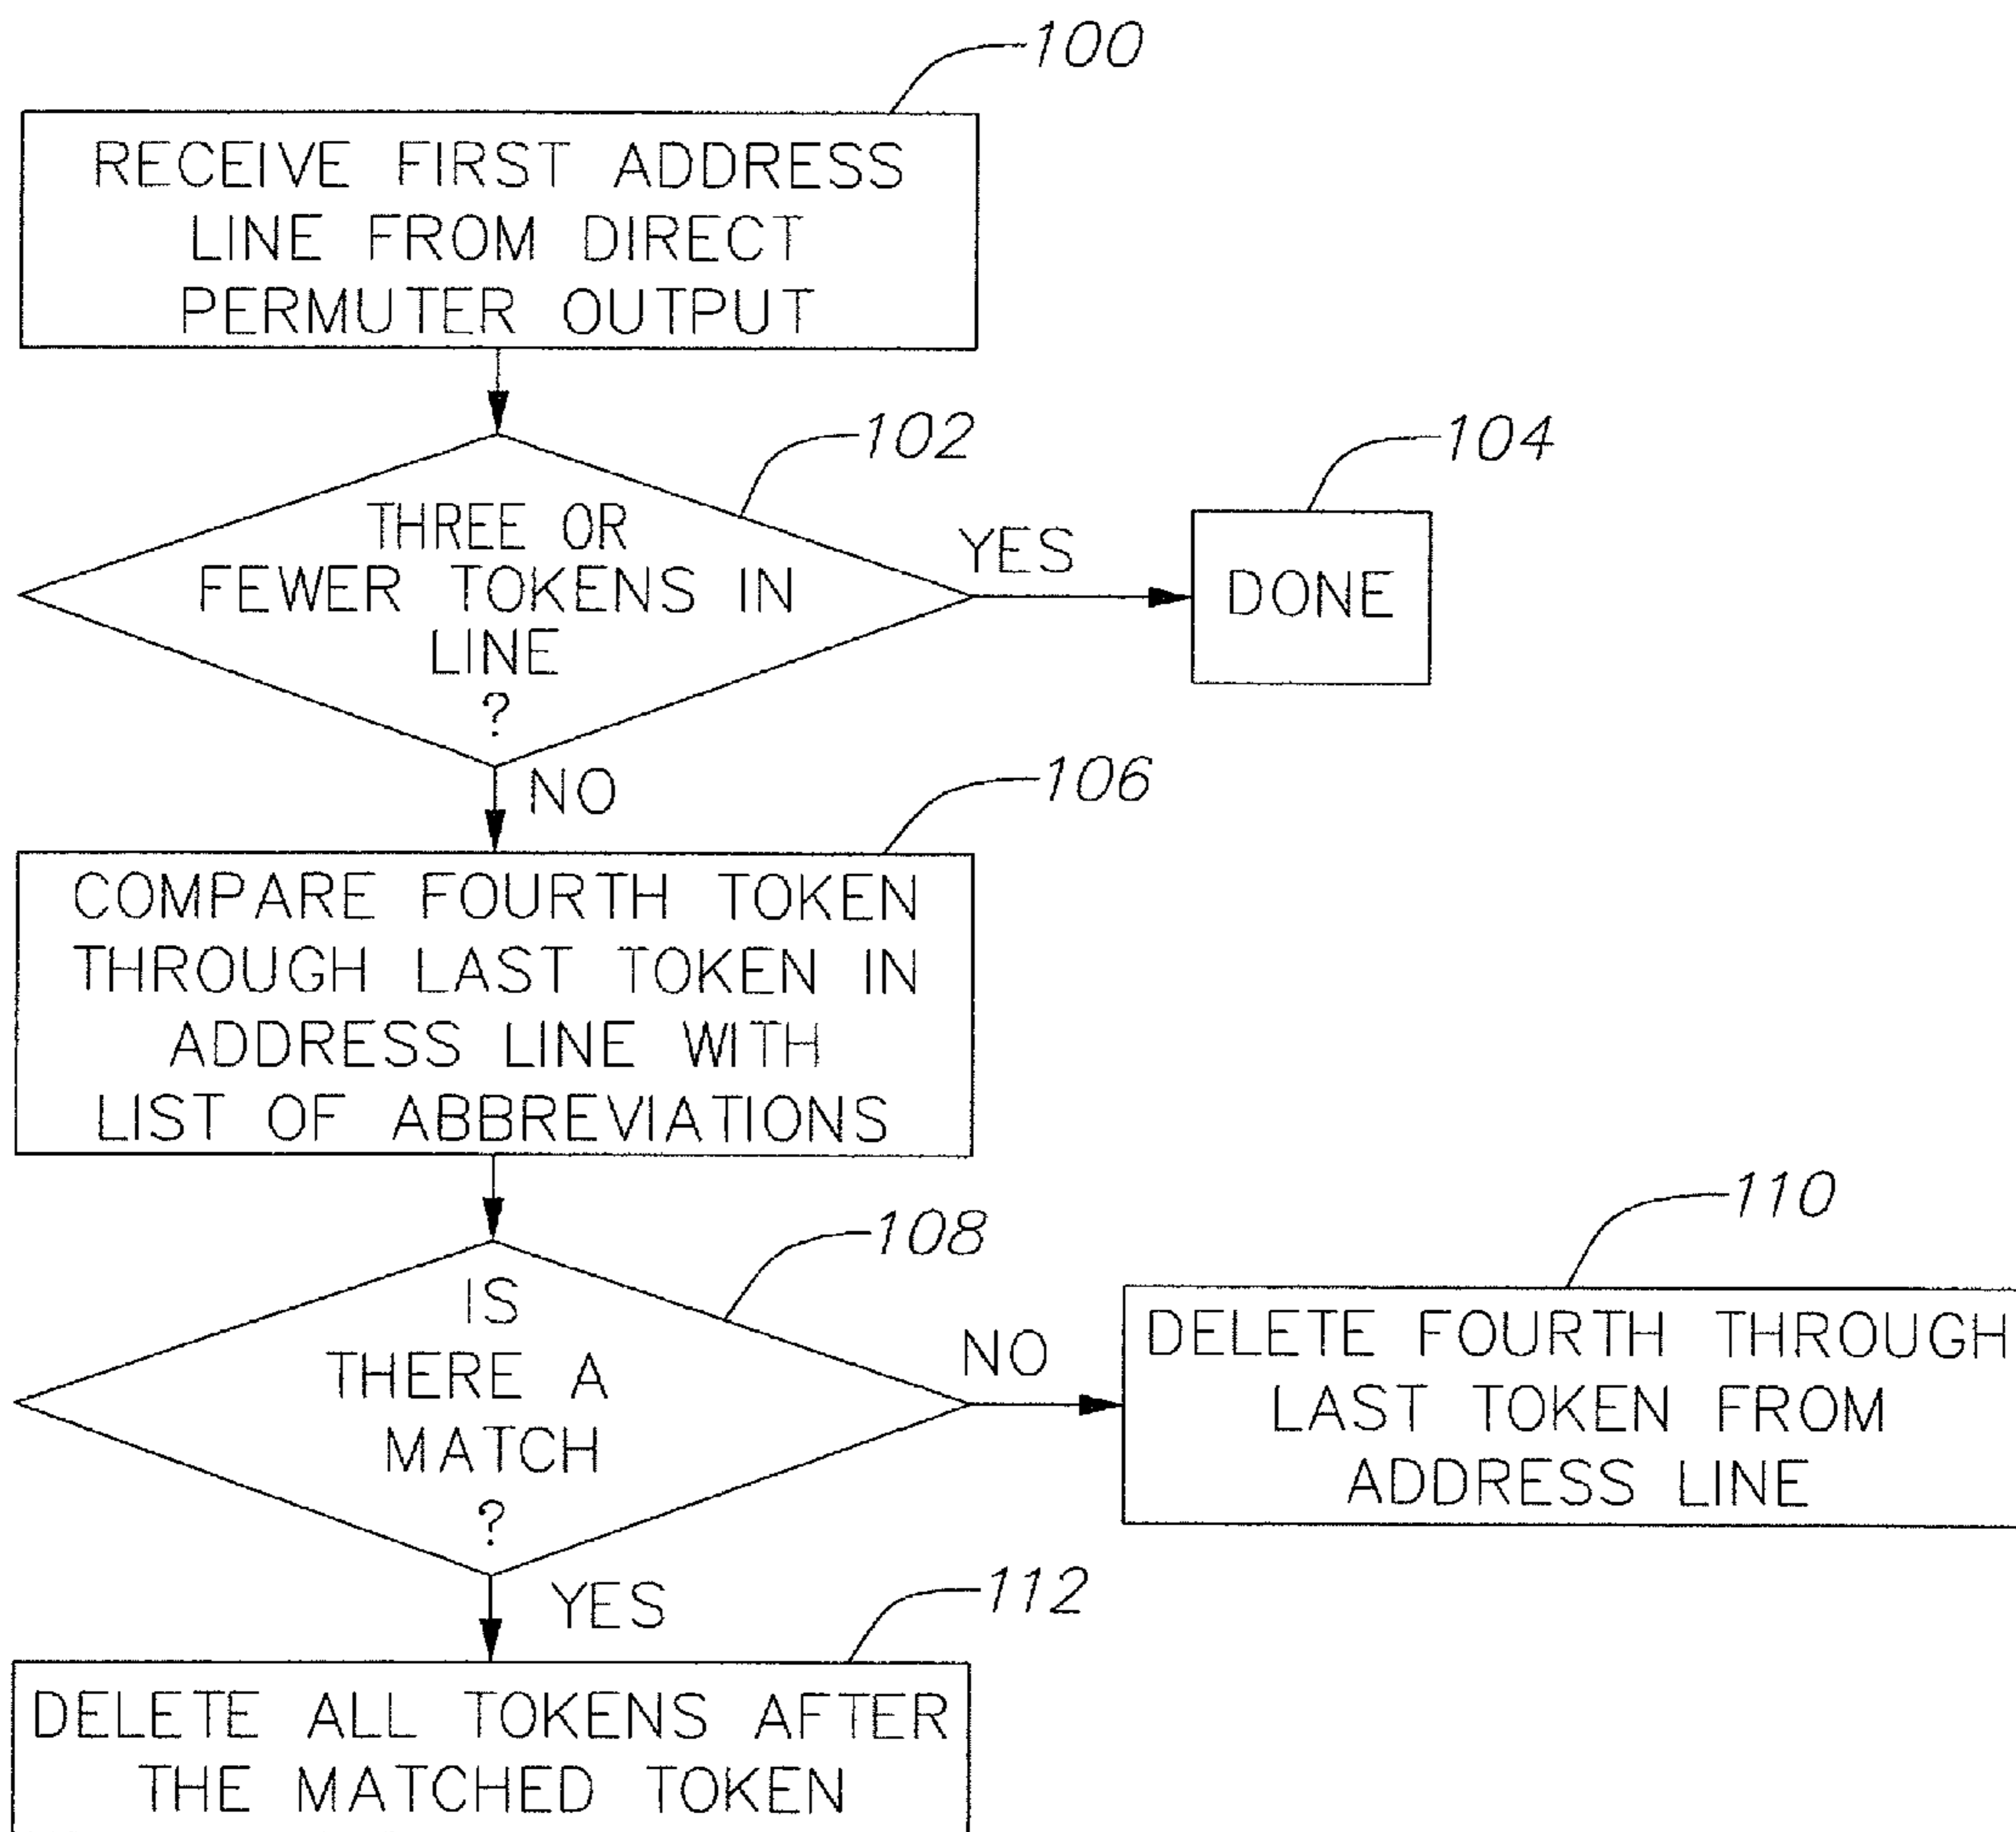 100
RECEIVE FIRST ADDRESS
LINE FROM DIRECT
PERMUTER OUTPUT
102
THREE OR
FEWER TOKENS IN
LINE
?
YES
104
DONE
NO
106
COMPARE FOURTH TOKEN
THROUGH LAST TOKEN IN
ADDRESS LINE WITH
LIST OF ABBREVIATIONS
108
IS
THERE A
MATCH
?
NO
110
DELETE FOURTH THROUGH
LAST TOKEN FROM
ADDRESS LINE
YES
112
DELETE ALL TOKENS AFTER
THE MATCHED TOKEN